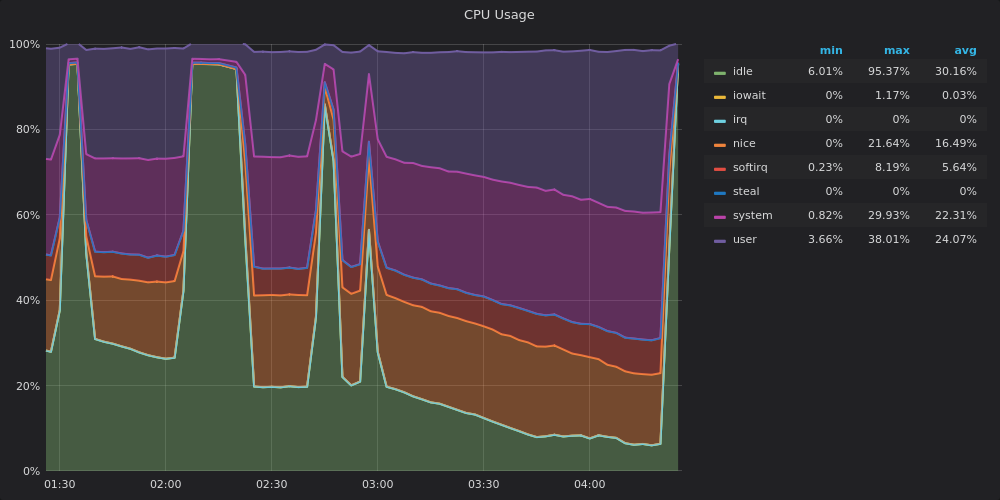 CPU Usage
100%
80%
60%
40%
20%
0%
01:30 02:00 02:30 03:00 03:30 04:00
min max avg
idle 6.01% 95.37% 30.16%
iowait 0% 1.17% 0.03%
irq 0% 0% 0%
nice 0% 21.64% 16.49%
softirq 0.23% 8.19% 5.64%
steal 0% 0% 0%
system 0.82% 29.93% 22.31%
user 3.66% 38.01% 24.07%